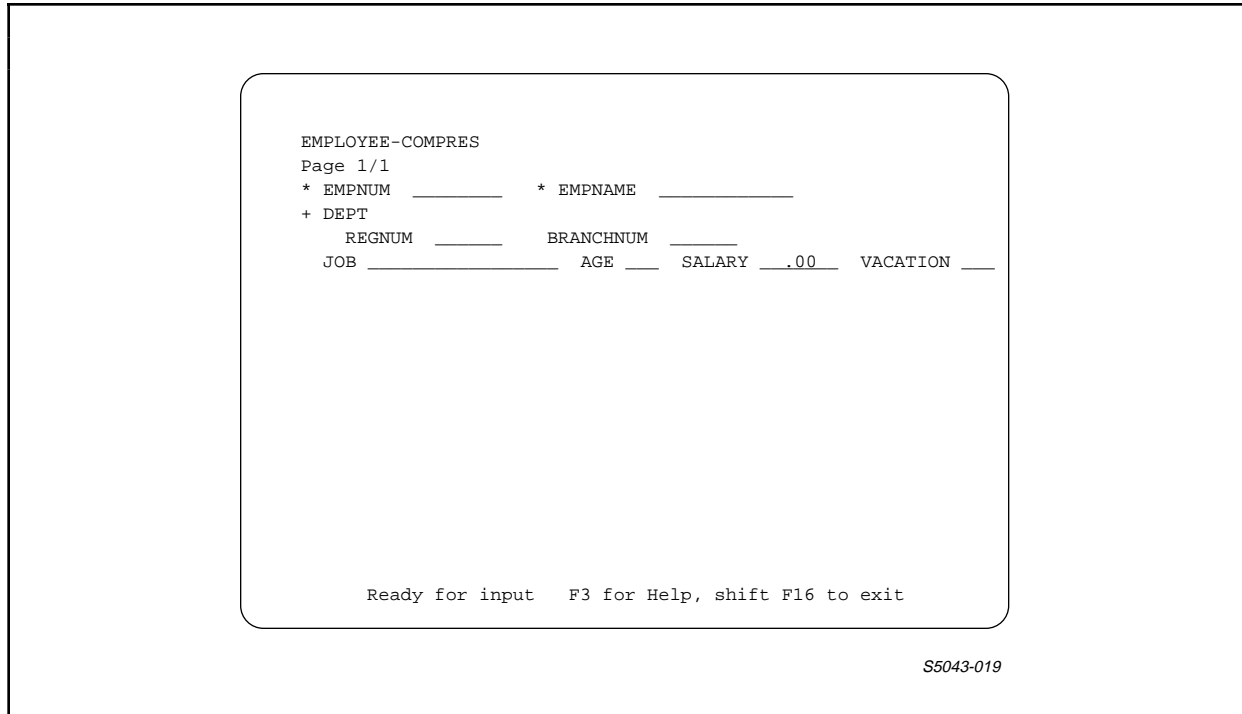 EMPLOYEE-COMPRES
Page 1/1
* EMPNUM ________ * EMPNAME ____________
+ DEPT
REGNUM ______ BRANCHNUM ______
JOB _________________ AGE ___ SALARY __.00__ VACATION ___
Ready for input F3 for Help, shift F16 to exit
S5043-019